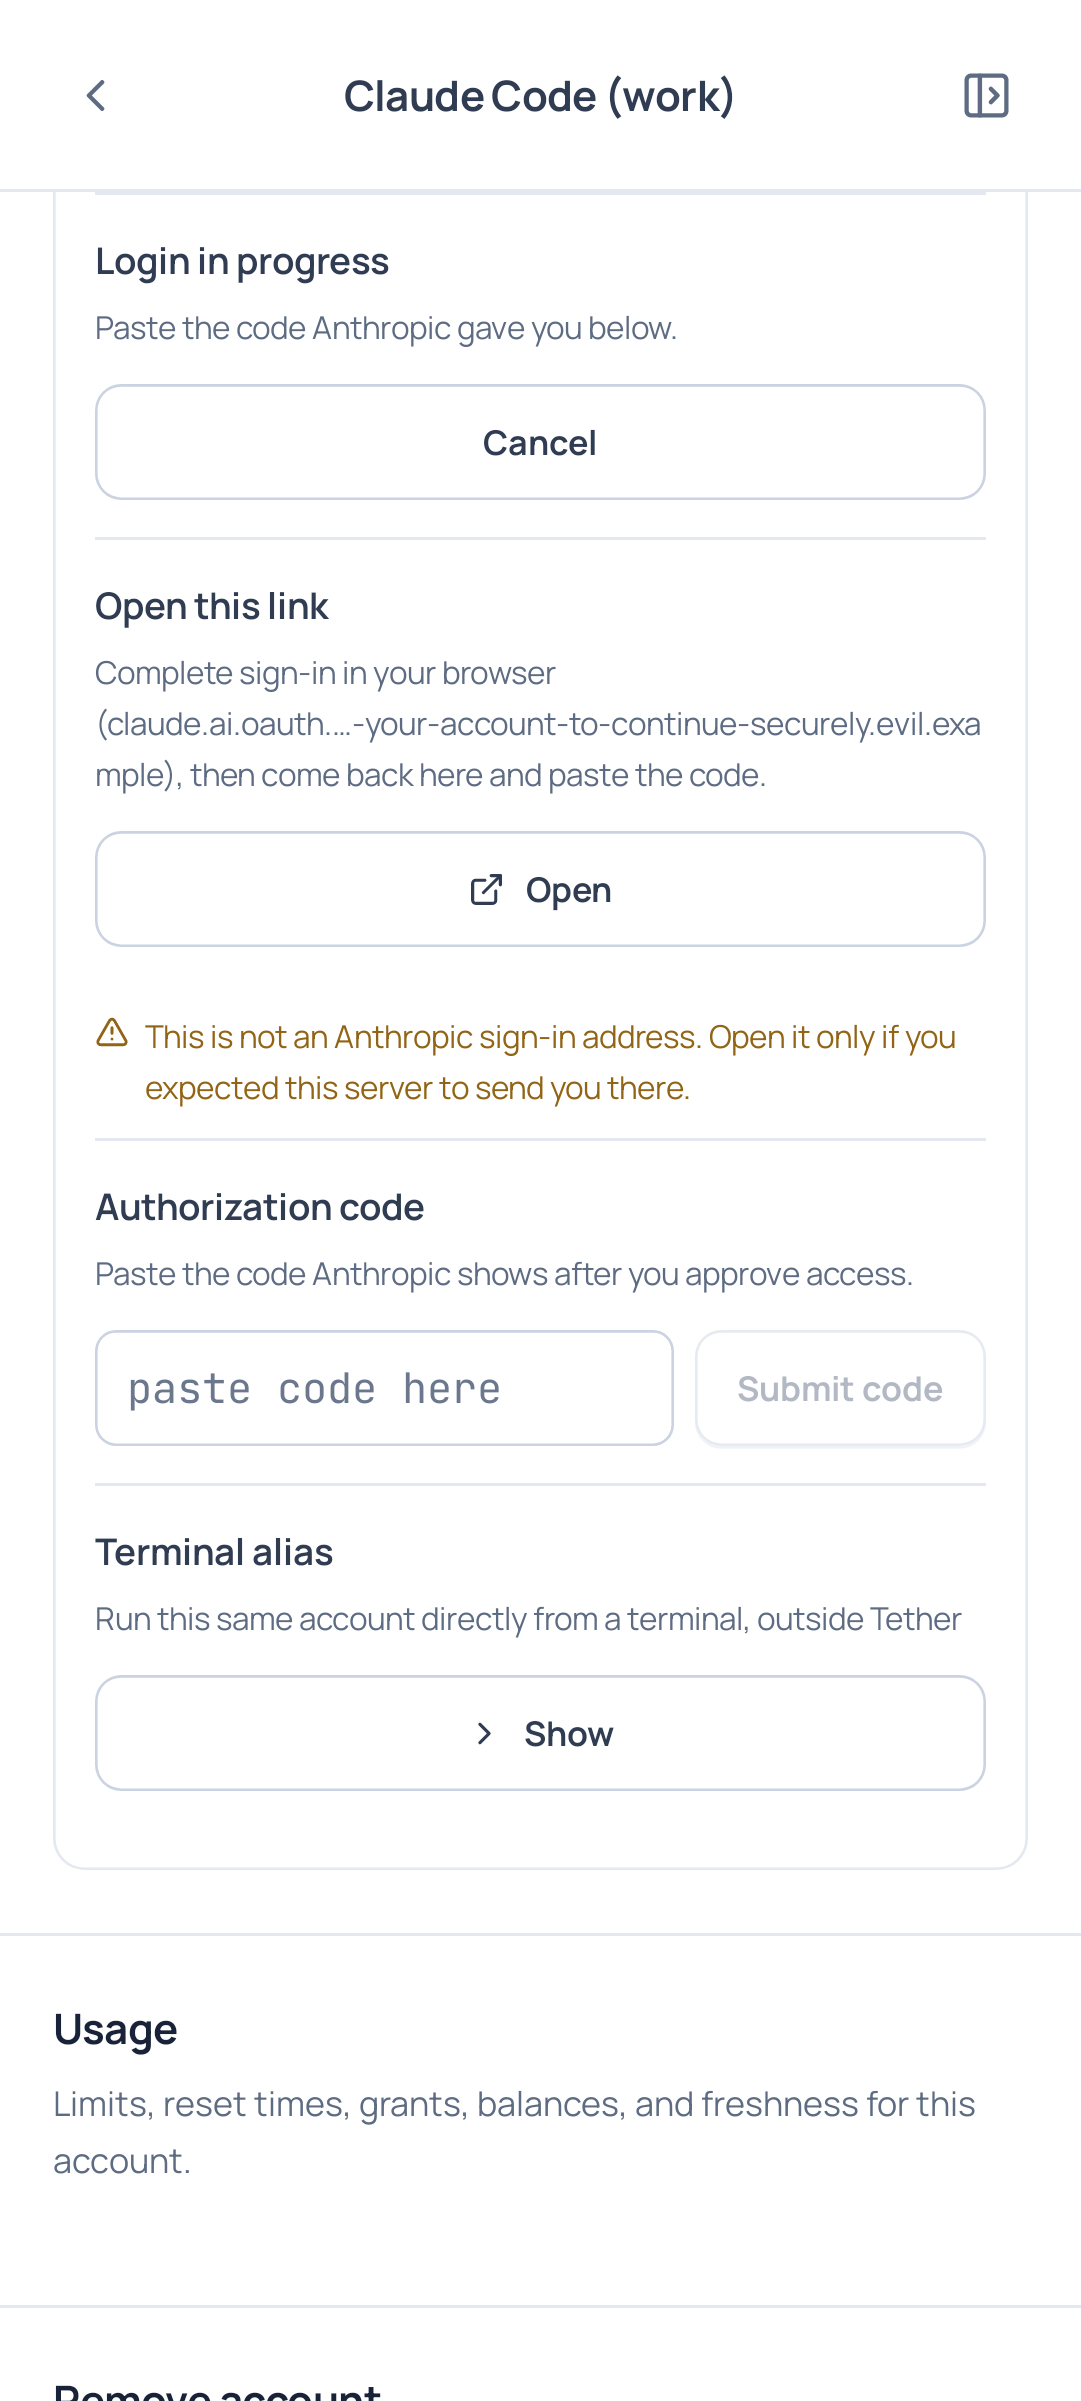 Claude Code (work)
Login in progress
Paste the code Anthropic gave you below.
Cancel
Open this link
Complete sign-in in your browser
(claude.ai.oauth.…-your-account-to-continue-securely.evil.exa
mple), then come back here and paste the code.
Open
This is not an Anthropic sign-in address. Open it only if you
expected this server to send you there.
Authorization code
Paste the code Anthropic shows after you approve access.
paste code here
Submit code
Terminal alias
Run this same account directly from a terminal, outside Tether
Show
Usage
Limits, reset times, grants, balances, and freshness for this
account.
Remove account